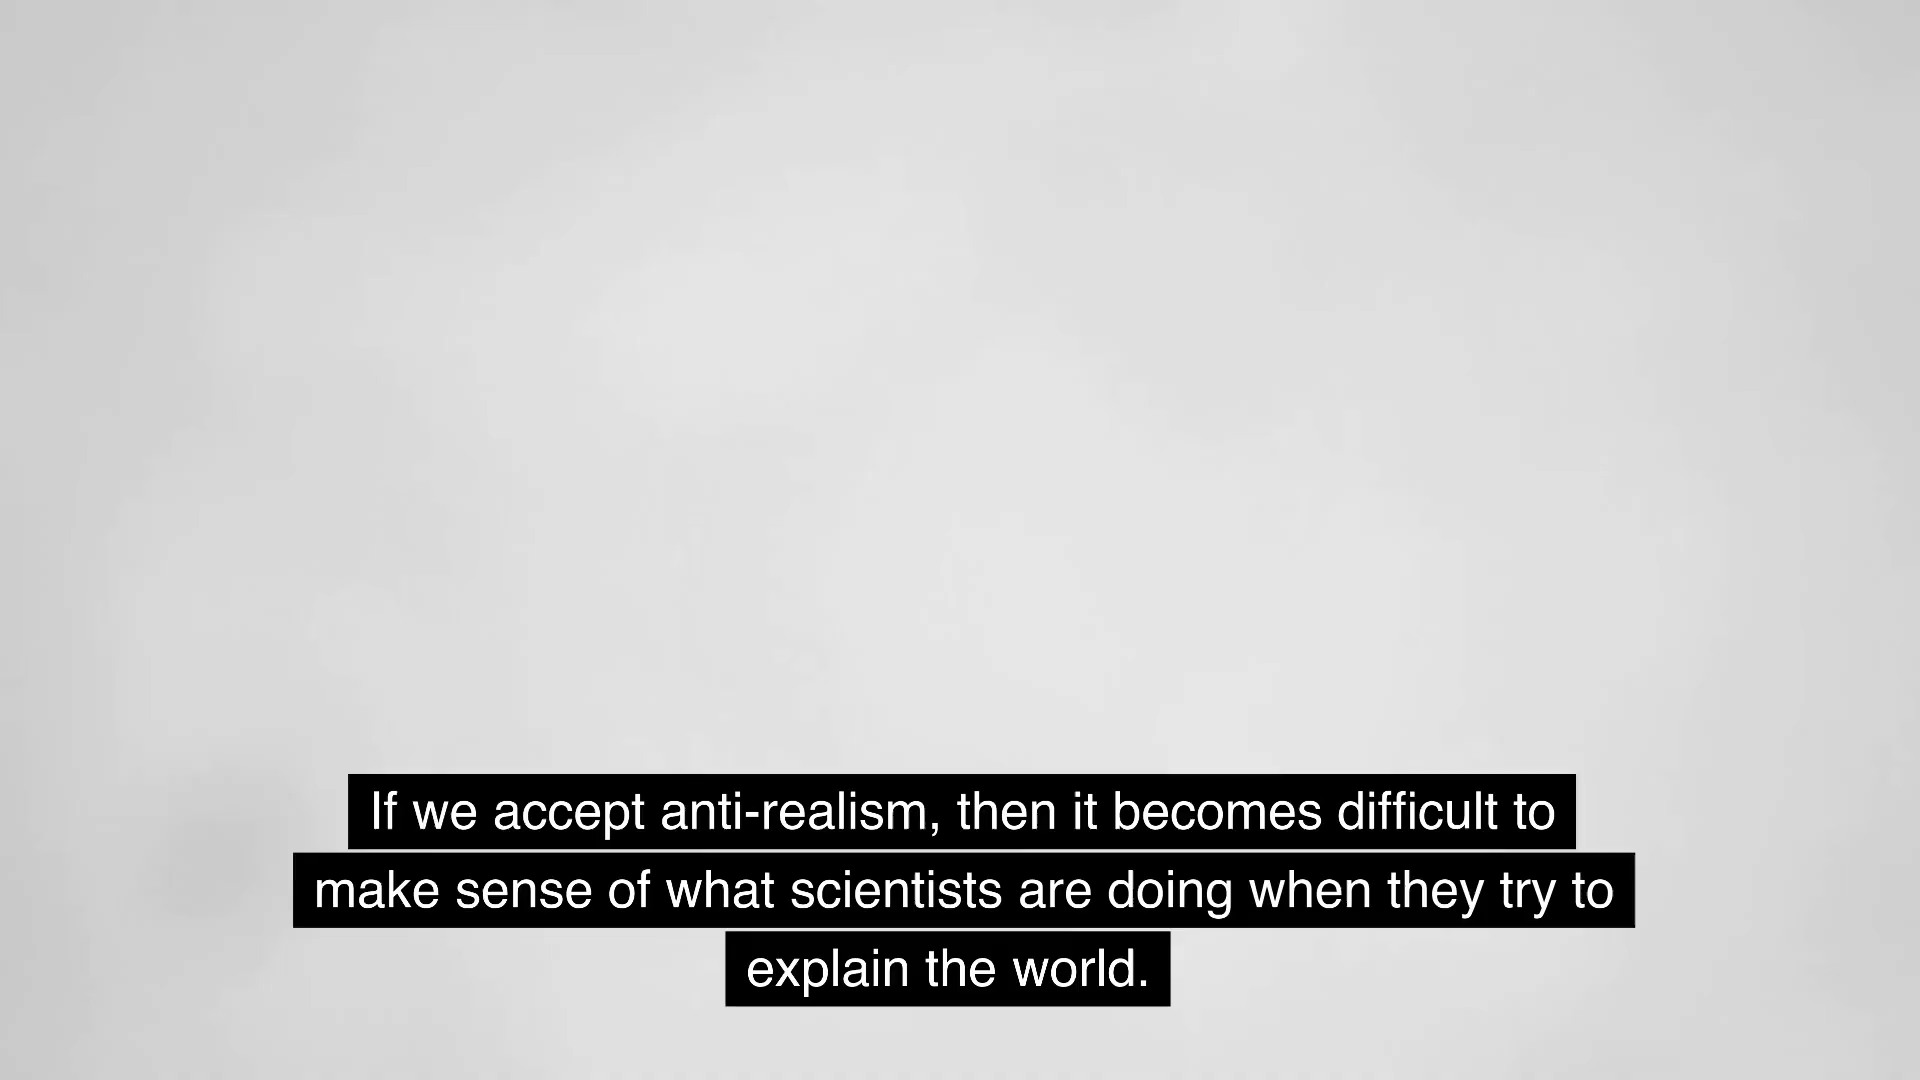 If we accept anti-realism, then it becomes difficult to
make sense of what scientists are doing when they try to
explain the world.